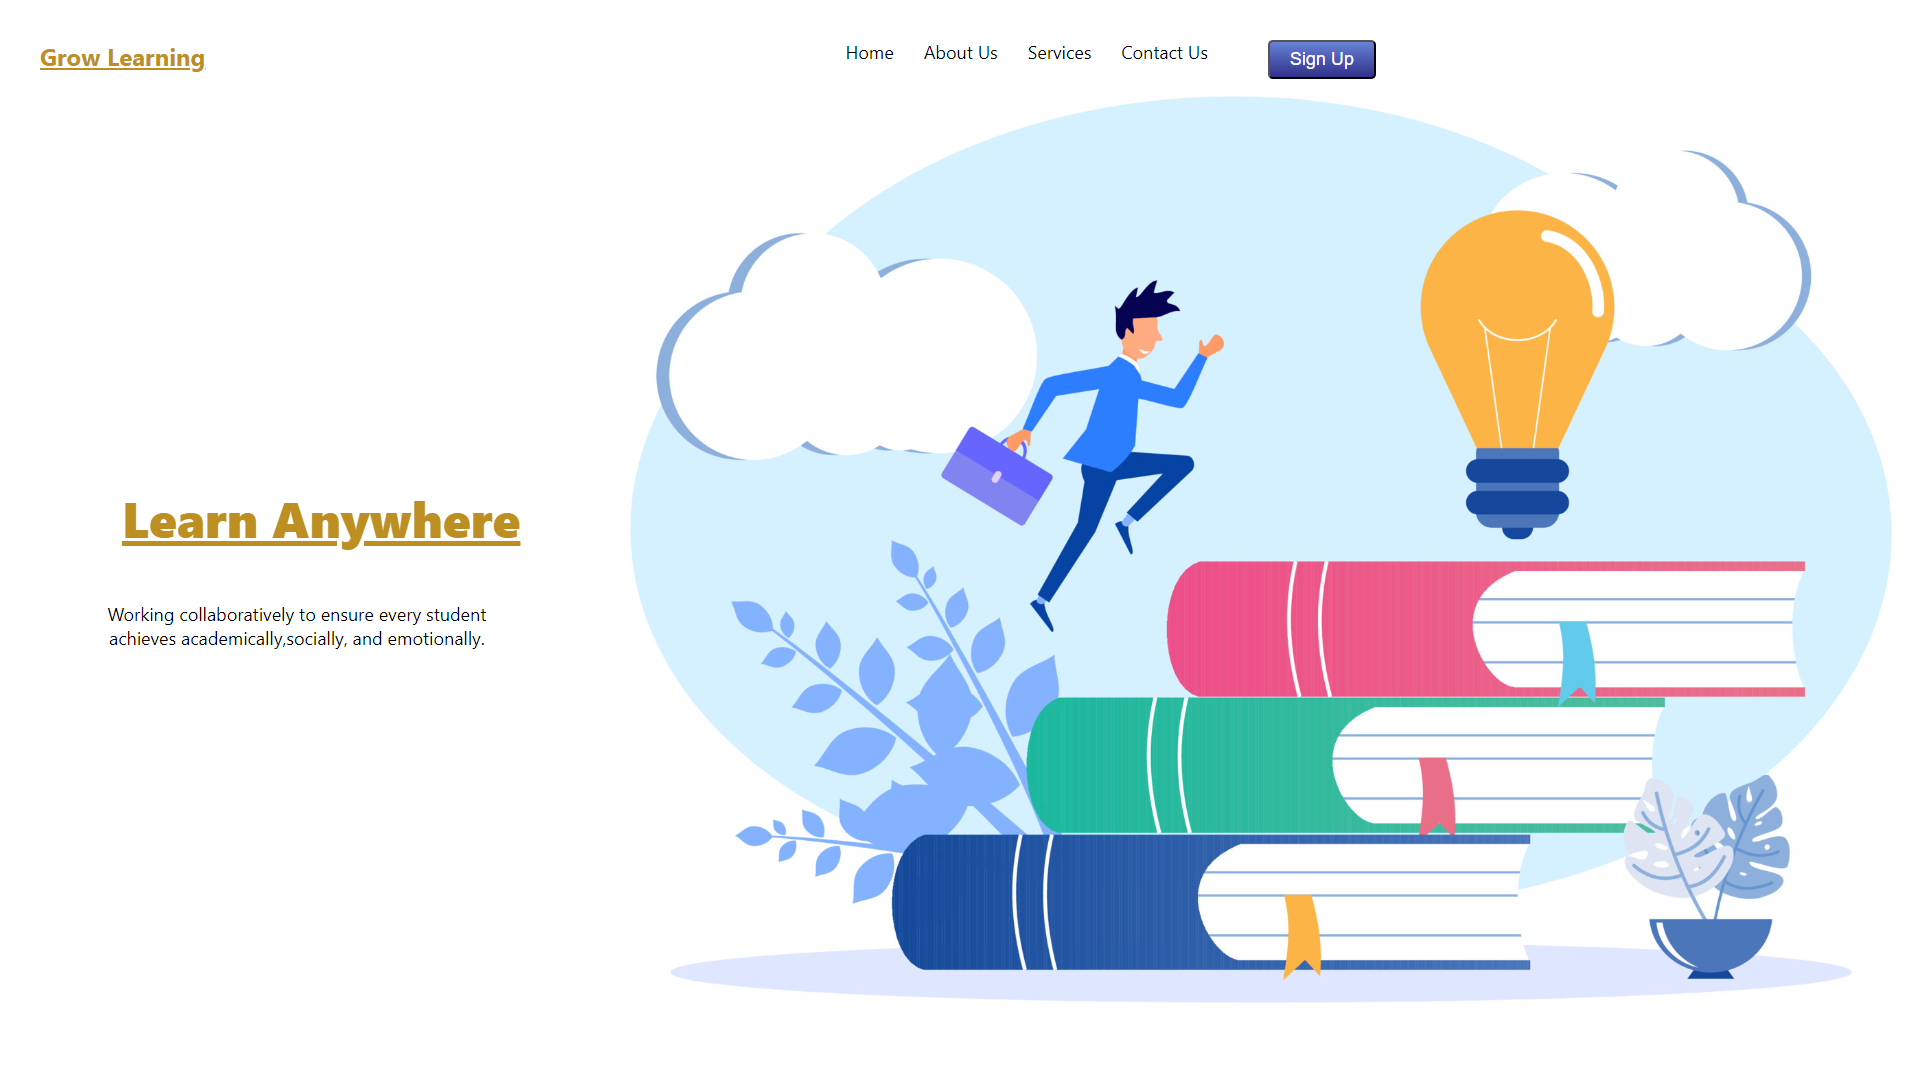 Grow Learning
Home About Us Services Contact Us Sign Up
Learn Anywhere
Working collaboratively to ensure every student
achieves academically,socially, and emotionally.